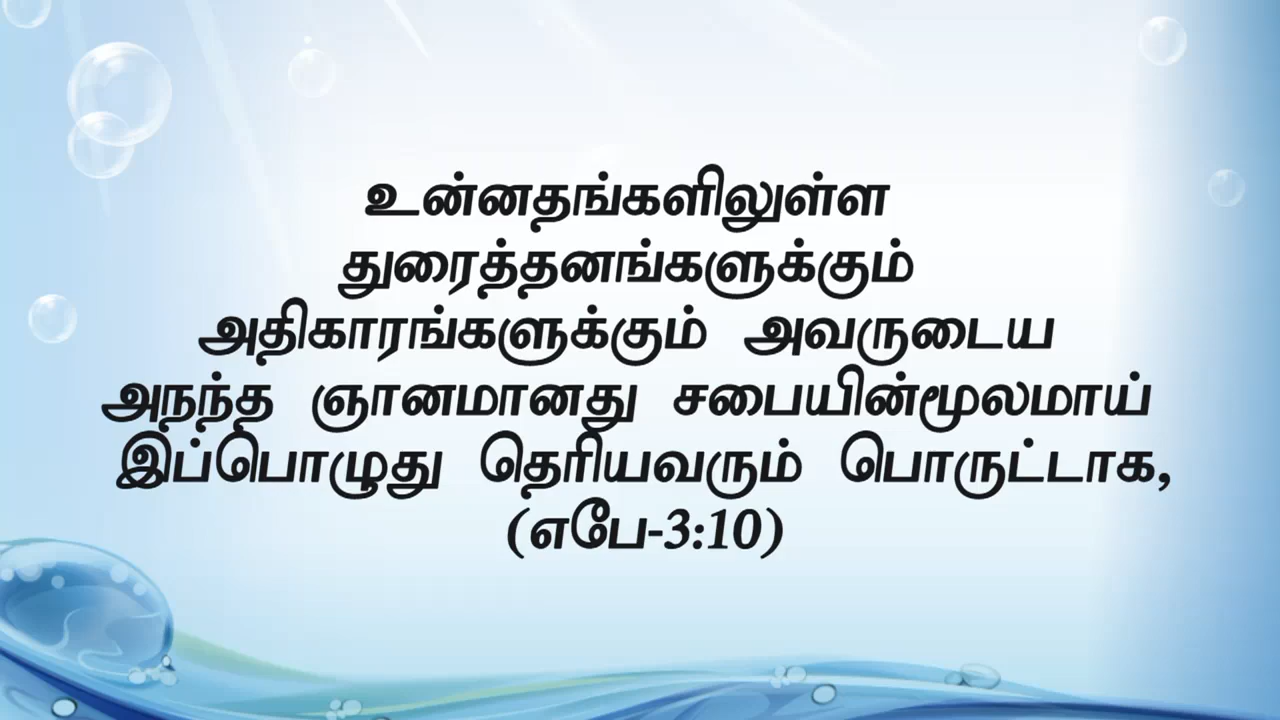 உன்னதங்களிலுள்ள
துரைத்தனங்களுக்கும்
அதிகாரங்களுக்கும் அவருடைய
அநந்த ஞானமானது சபையின்மூலமாய்
இப்பொழுது தெரியவரும் பொருட்டாக,
(எபே-3:10)